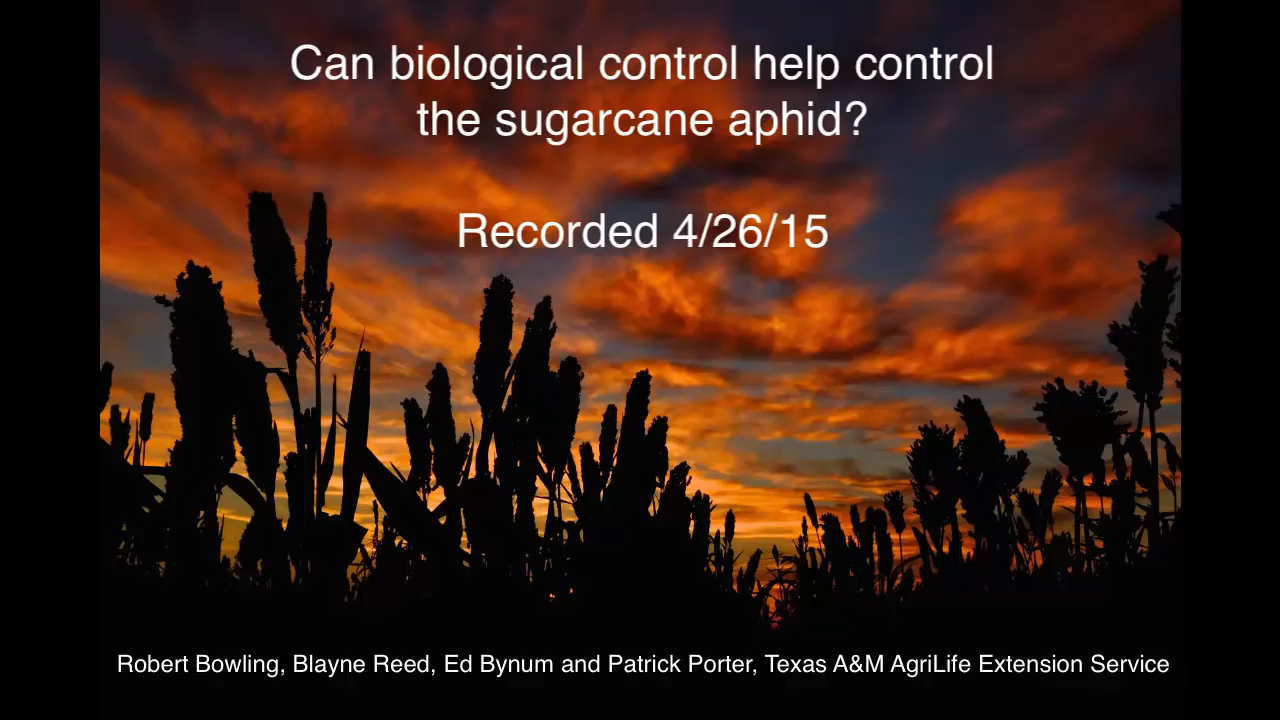 Can biological control help control
the sugarcane aphid?
Recorded 4/26/15
Robert Bowling, Blayne Reed, Ed Bynum and Patrick Porter, Texas A&M AgriLife Extension Service